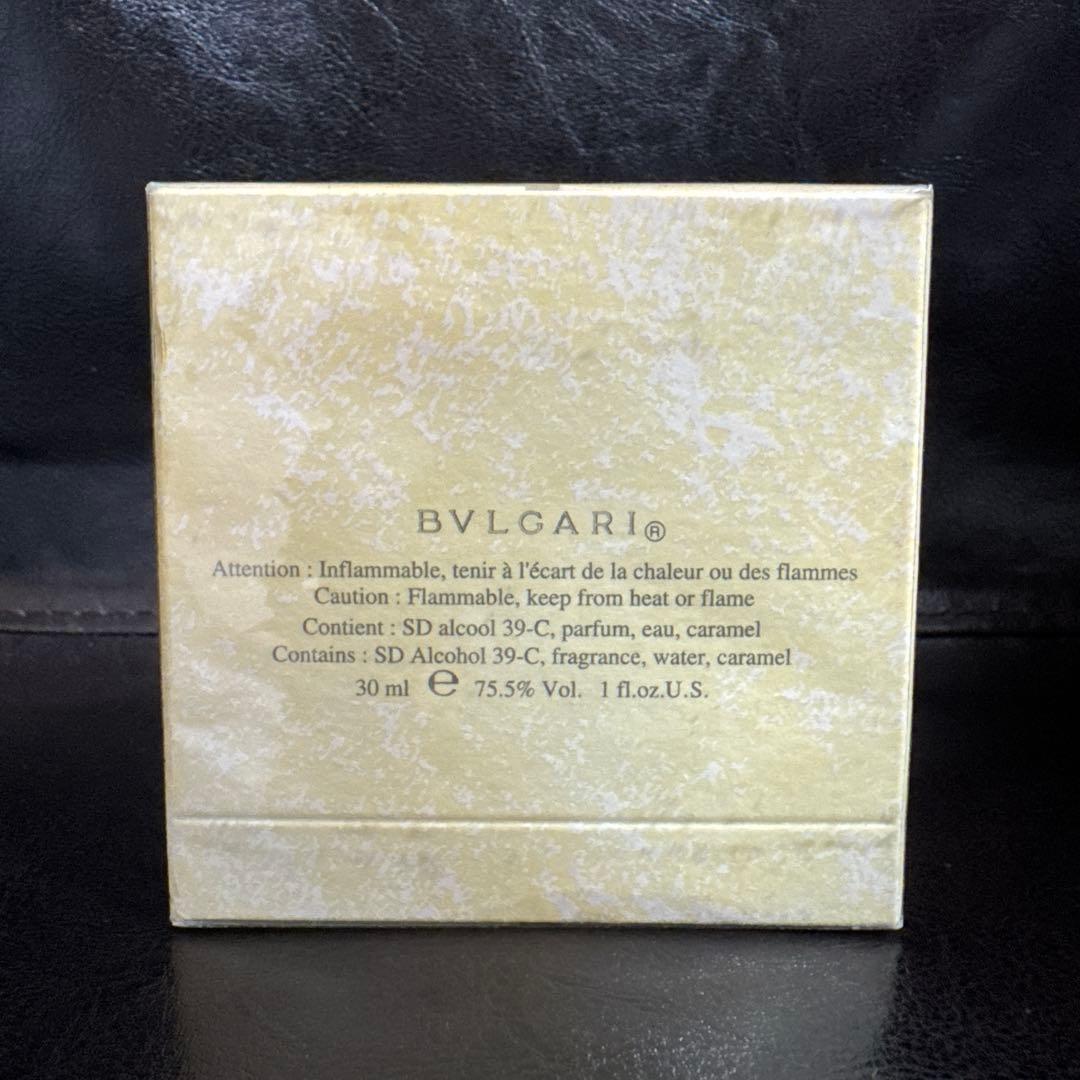 BVLGARI®
Attention : Inflammable, tenir à l'écart de la chaleur ou des flammes
Caution : Flammable, keep from heat or flame
Contient : SD alcool 39-C, parfum, eau, caramel
Contains : SD Alcohol 39-C, fragrance, water, caramel
30 ml ℮ 75.5% Vol. 1 fl.oz.U.S.